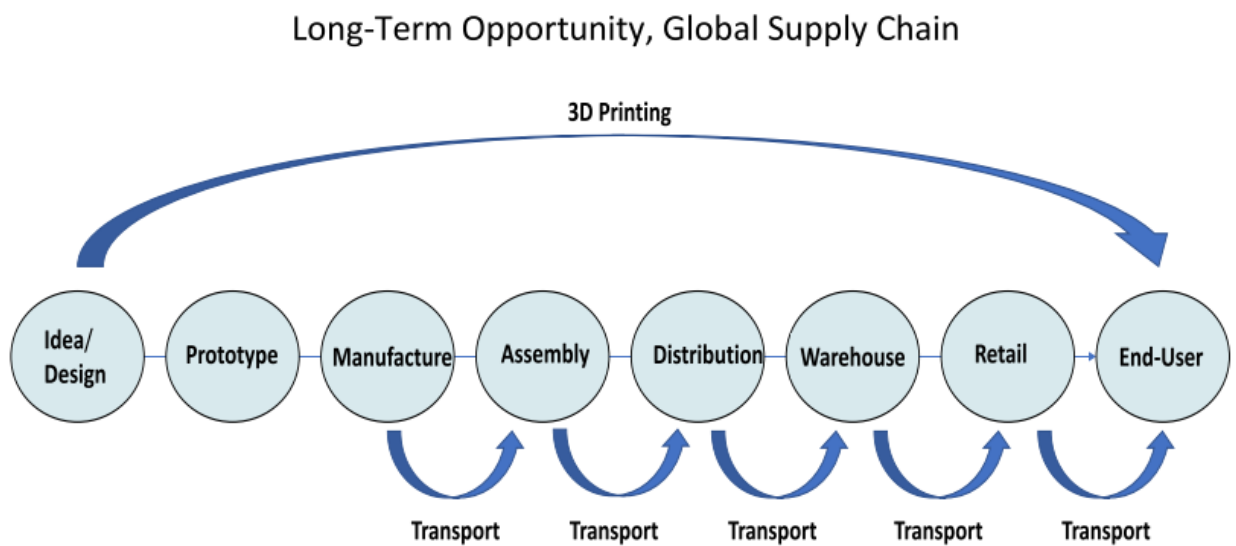 Long-Term Opportunity, Global Supply Chain
3D Printing
Idea/
Design
Prototype
Manufacture
Assembly
Distribution
Warehouse
Retail
End-User
Transport
Transport
Transport
Transport
Transport